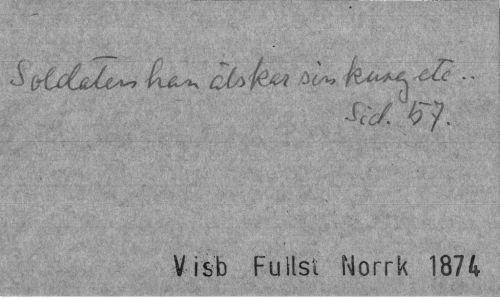 Soldaten han älskar sin kung etc..
Sid. 57.
Visb Fullst Norrk 1874